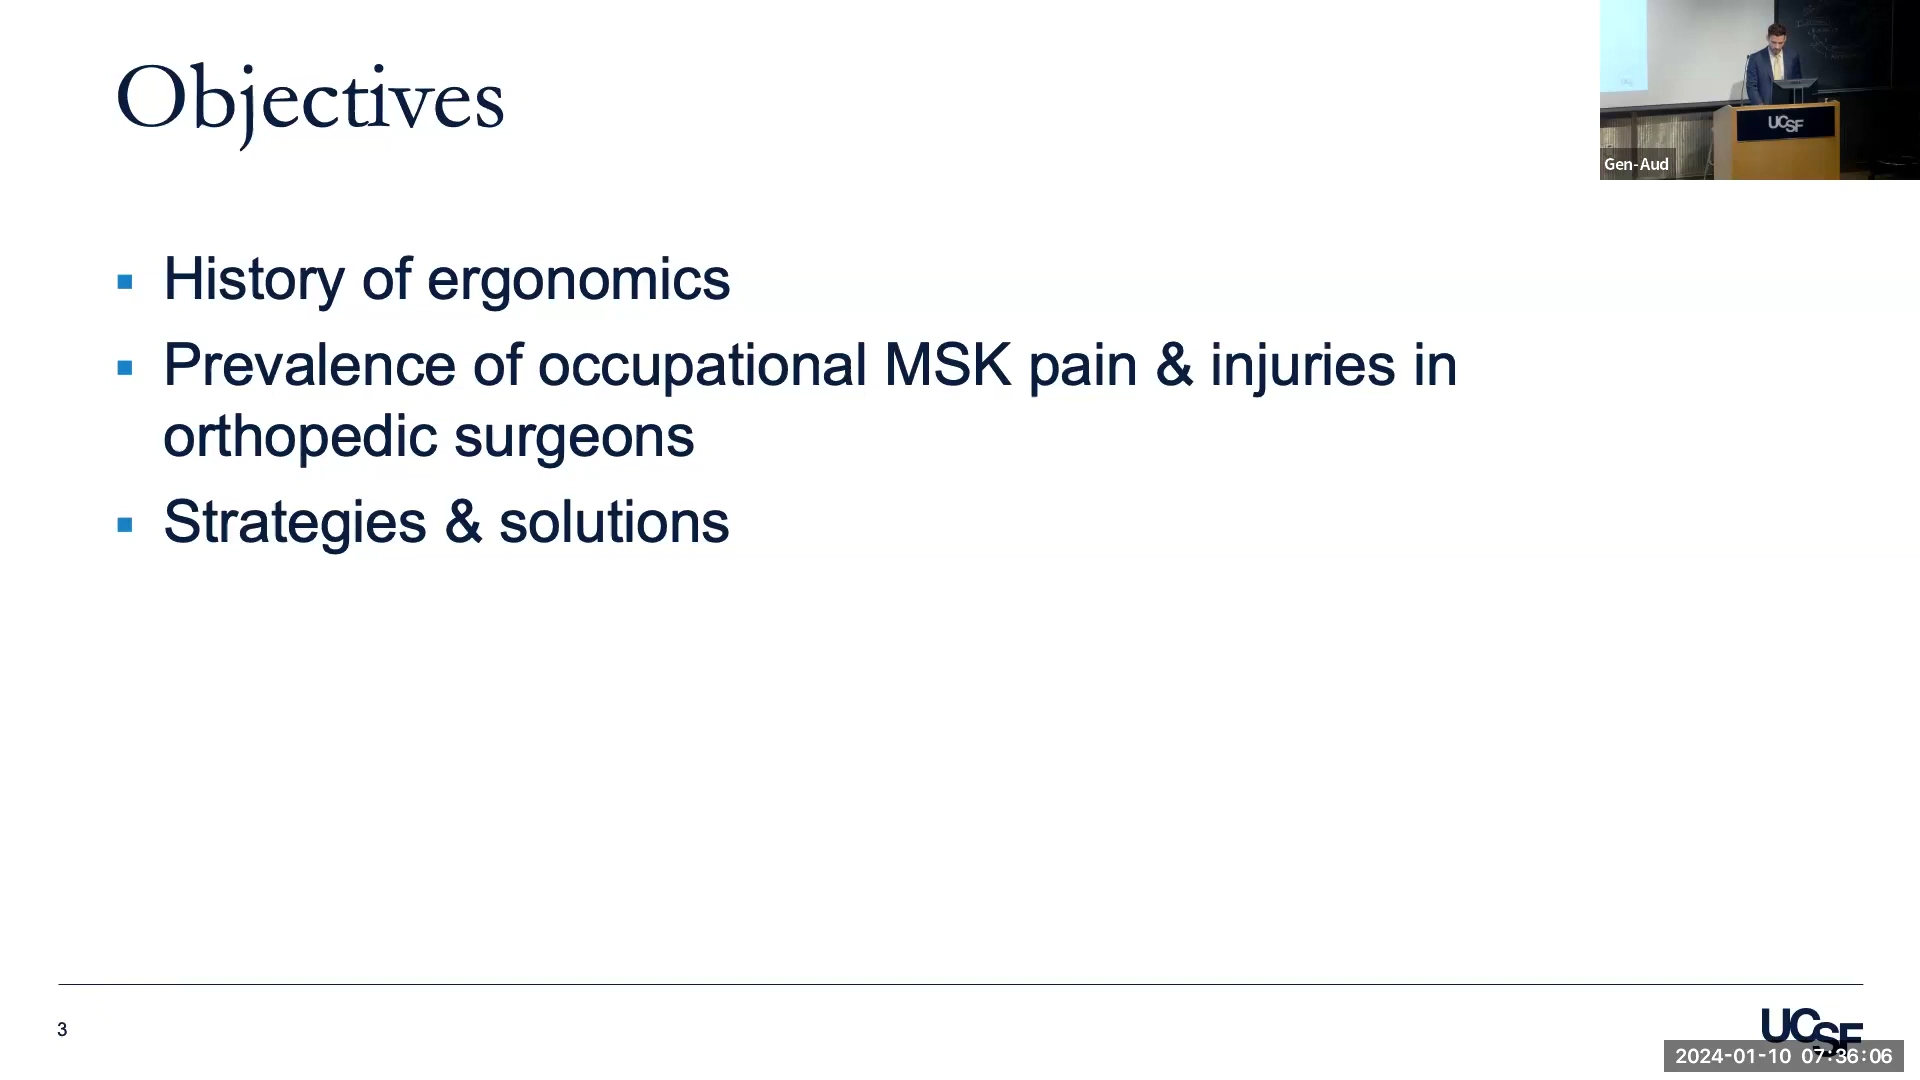 Objectives
UCSF
Gen-Aud
History of ergonomics
Prevalence of occupational MSK pain & injuries in
orthopedic surgeons
Strategies & solutions
3
UCSF
2024-01-10 07:36:06